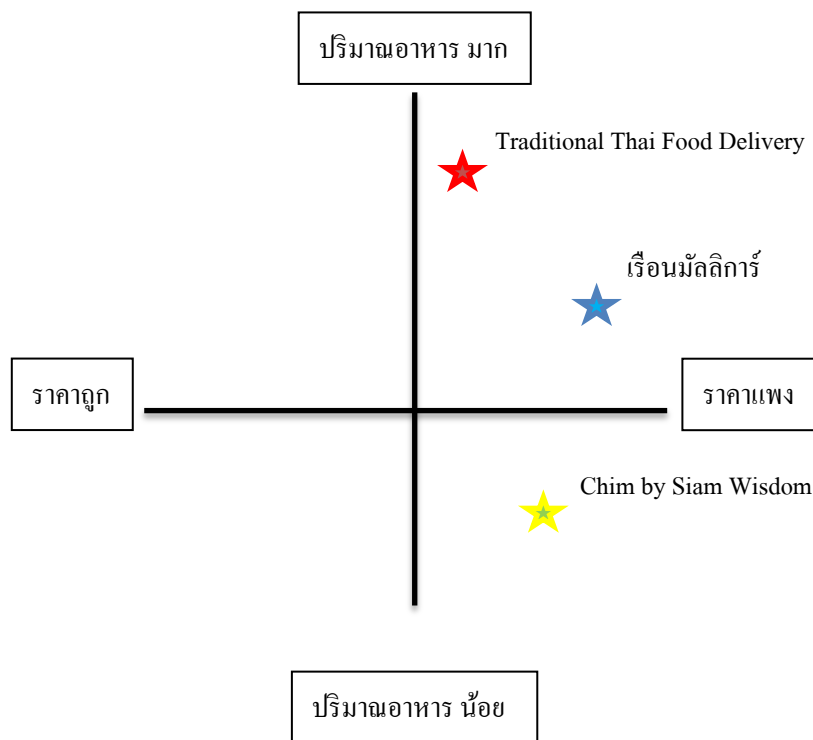 ปริมาณอาหาร มาก
Traditional Thai Food Delivery
เรือนมัลลิการ์
ราคาถูก
ราคาแพง
Chim by Siam Wisdom
ปริมาณอาหาร น้อย